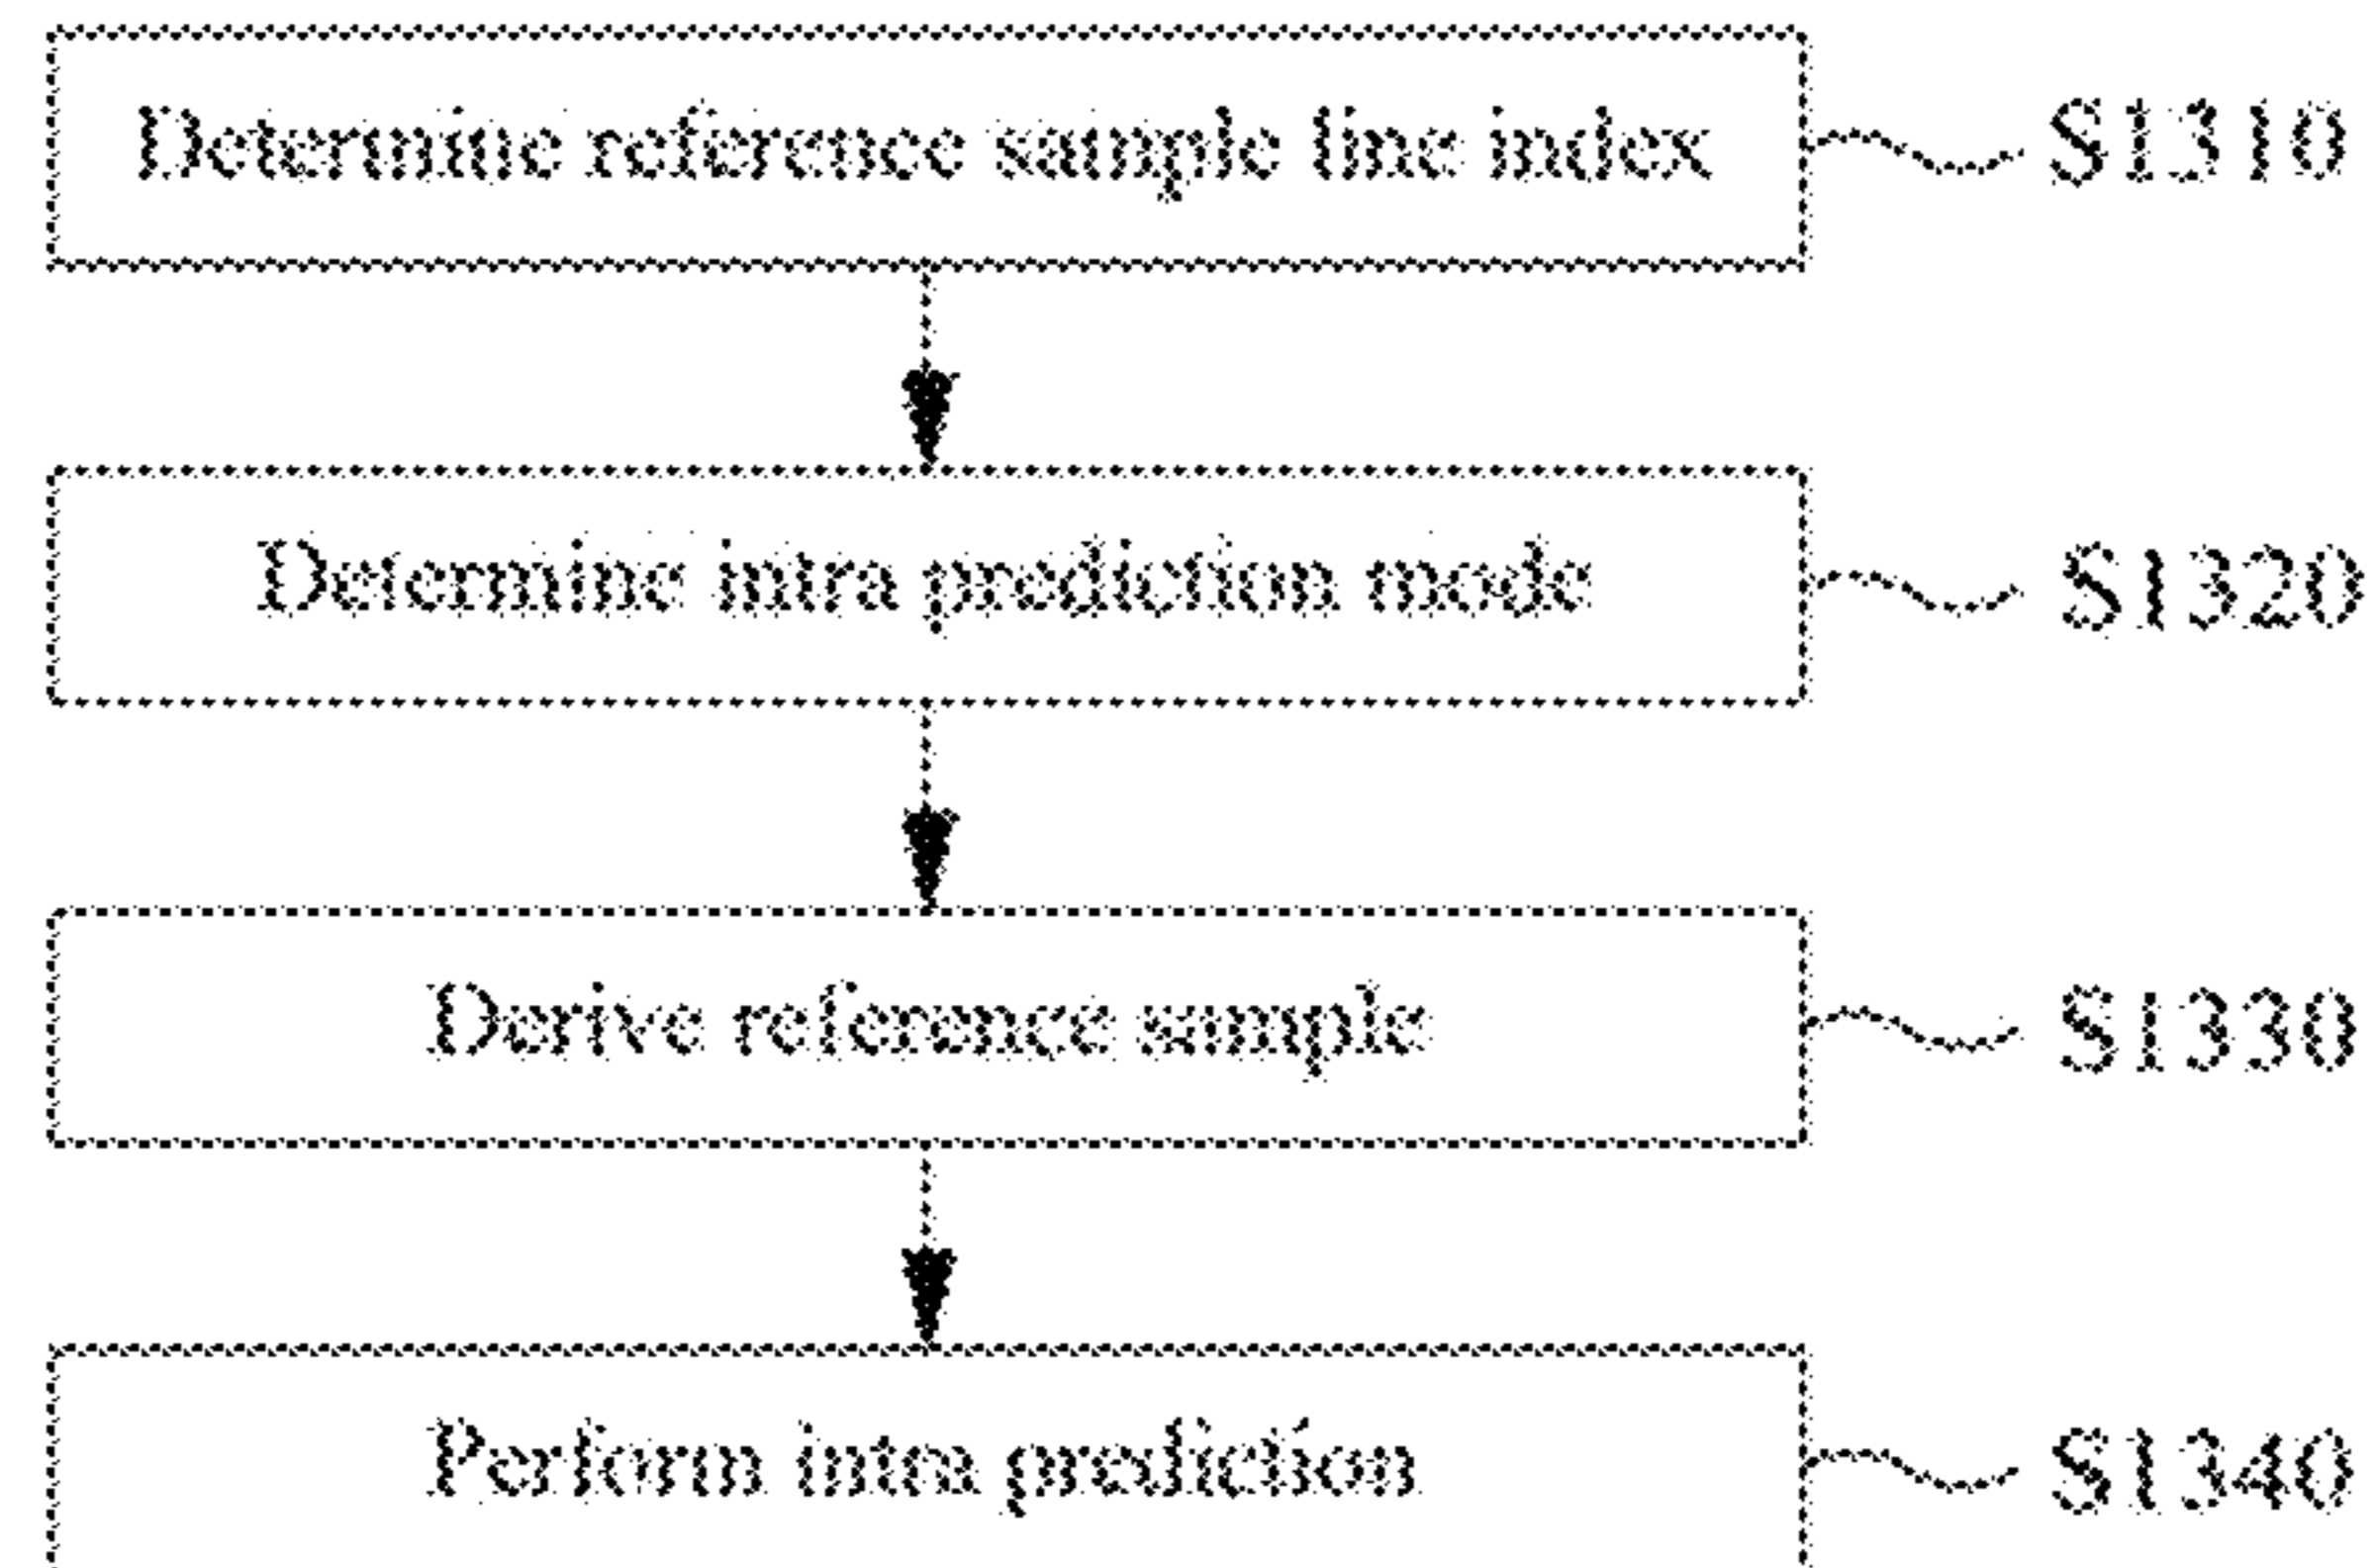 Determine reference sample line index S1310
Determine intra prediction mode S1320
Derive reference sample S1330
Perform intra prediction S1340